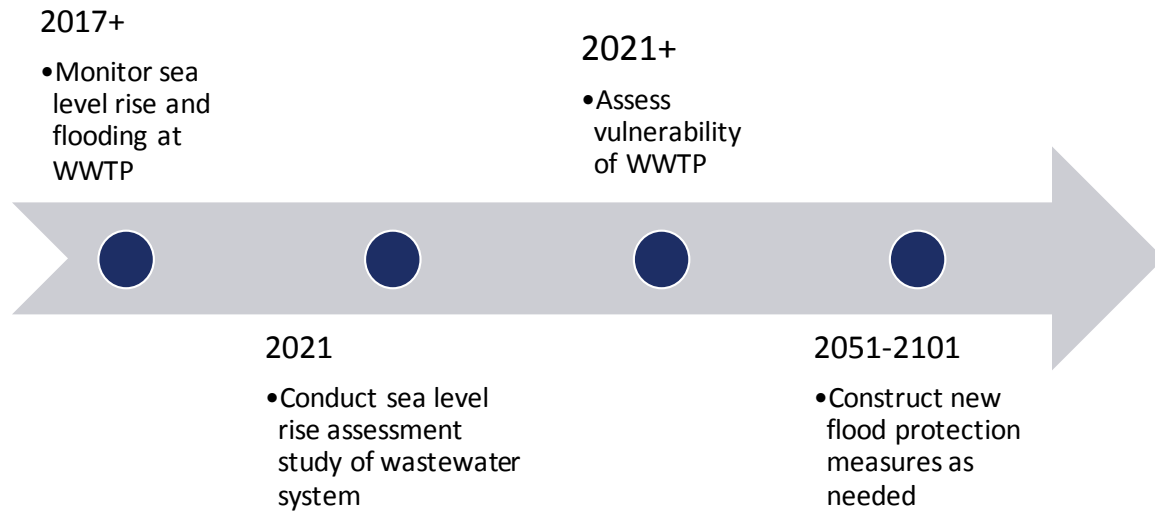 2017+
•Monitor sea
level rise and
flooding at
WWTP
2021
•Conduct sea level
rise assessment
study of wastewater
system
2021+
•Assess
vulnerability
of WWTP
2051-2101
•Construct new
flood protection
measures as
needed